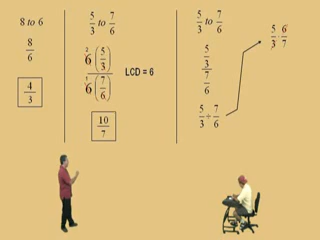 8 to 6
8/6
4/3
5/3 to 7/6
2 6 (5/3)
1 6 (7/6)
LCD = 6
10/7
5/3 to 7/6
5/3
7/6
5/3 ÷ 7/6
5/3 · 6/7